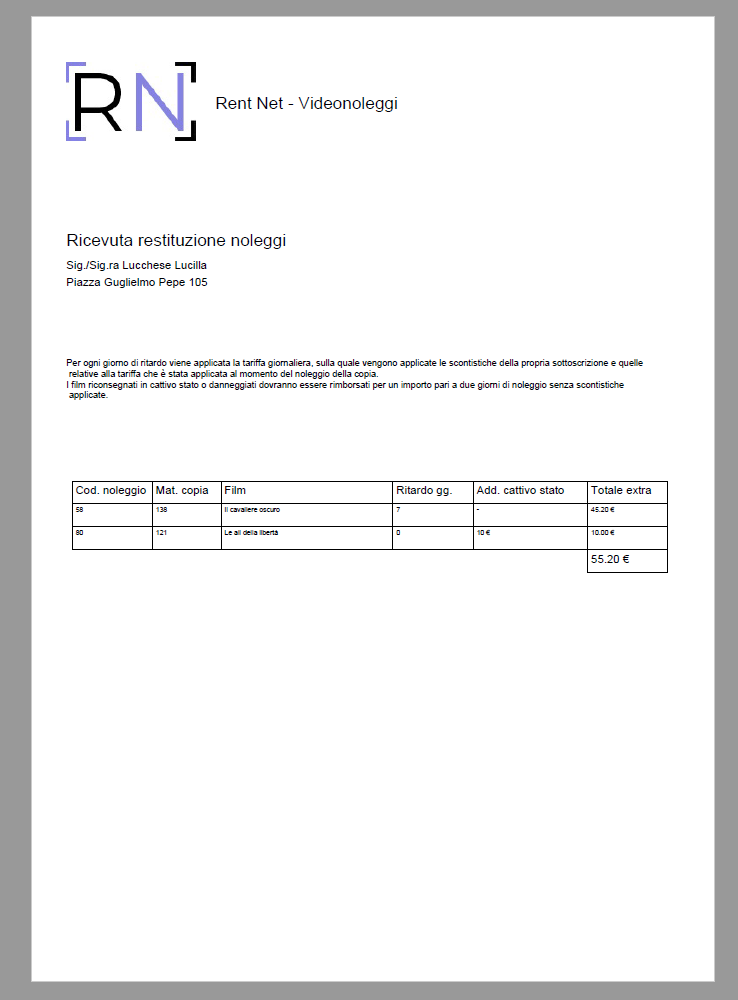 RN
Rent Net - Videonoleggi
Ricevuta restituzione noleggi
Sig./Sig.ra Lucchese Lucilla
Piazza Guglielmo Pepe 105
Per ogni giorno di ritardo viene applicata la tariffa giornaliera, sulla quale vengono applicate le scontistiche della propria sottoscrizione e quelle
relative alla tariffa che è stata applicata al momento del noleggio della copia.
I film riconsegnati in cattivo stato o danneggiati dovranno essere rimborsati per un importo pari a due giorni di noleggio senza scontistiche
applicate.
Cod. noleggio Mat. copia Film Ritardo gg. Add. cattivo stato Totale extra
58 138 Il cavaliere oscuro 7 - 45.20 €
80 121 Le ali della libertà 0 10 € 10.00 €
55.20 €